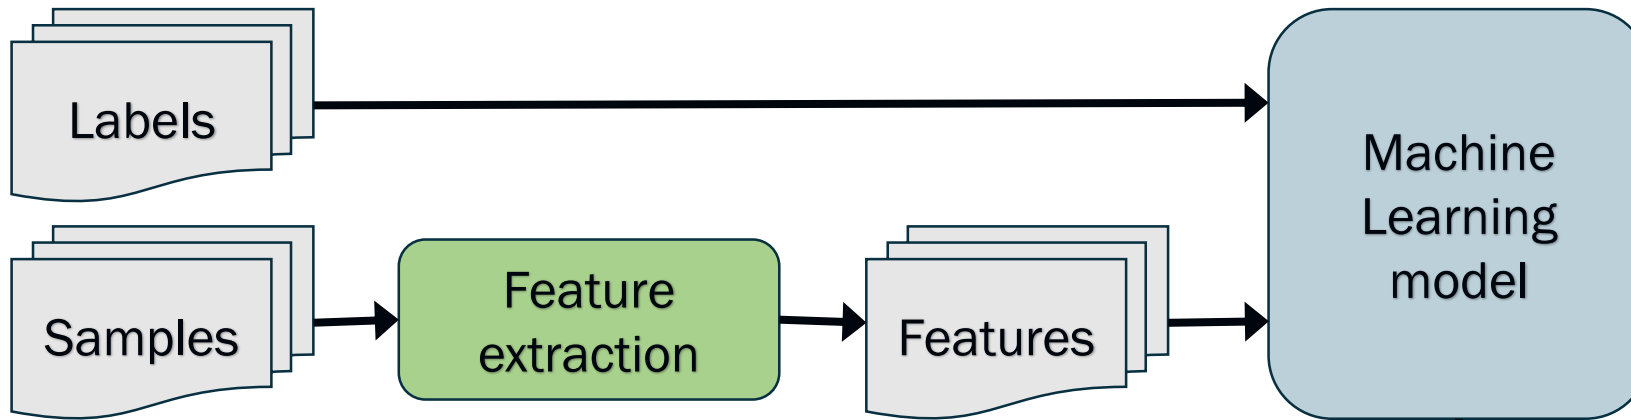 Labels
Machine
Learning
model
Samples
Feature
extraction
Features